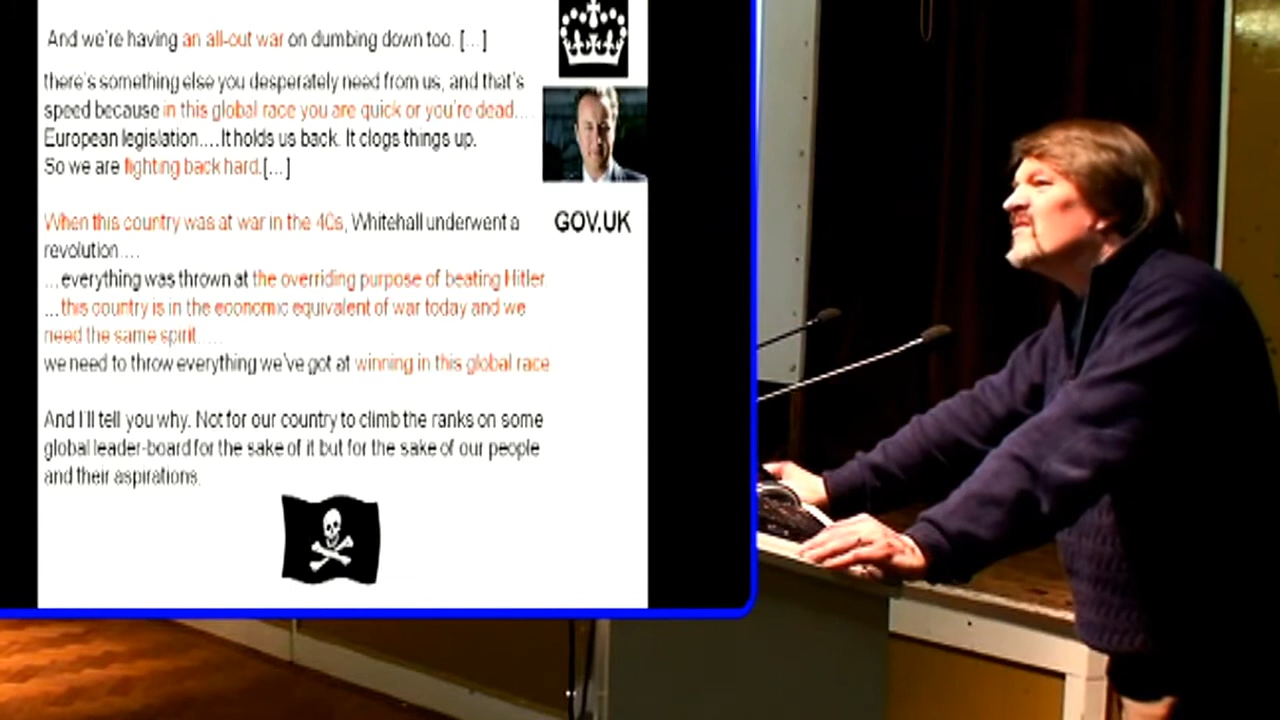 And we're having an all-out war on dumbing down too. [...]
there's something else you desperately need from us, and that's
speed because in this global race you are quick or you're dead....
European legislation....It holds us back. It clogs things up.
So we are fighting back hard.[...]
When this country was at war in the 40s, Whitehall underwent a
revolution....
...everything was thrown at the overriding purpose of beating Hitler.
...this country is in the economic equivalent of war today and we
need the same spirit.....
we need to throw everything we've got at winning in this global race
And I'll tell you why. Not for our country to climb the ranks on some
global leader-board for the sake of it but for the sake of our people
and their aspirations.
GOV.UK